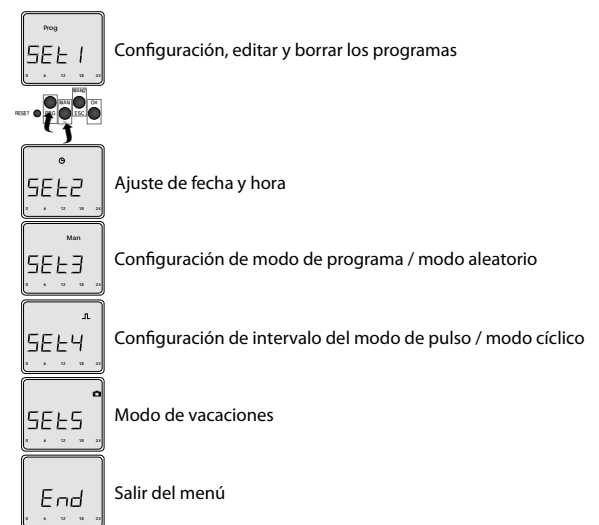 Prog
SEt 1
0 6 12 18 24
Configuración, editar y borrar los programas
MAN2
MAN OK
RESET PRG ESC
SEt2
0 6 12 18 24
Ajuste de fecha y hora
Man
SEt3
0 6 12 18 24
Configuración de modo de programa / modo aleatorio
SEt4
0 6 12 18 24
Configuración de intervalo del modo de pulso / modo cíclico
SEt5
0 6 12 18 24
Modo de vacaciones
End
0 6 12 18 24
Salir del menú